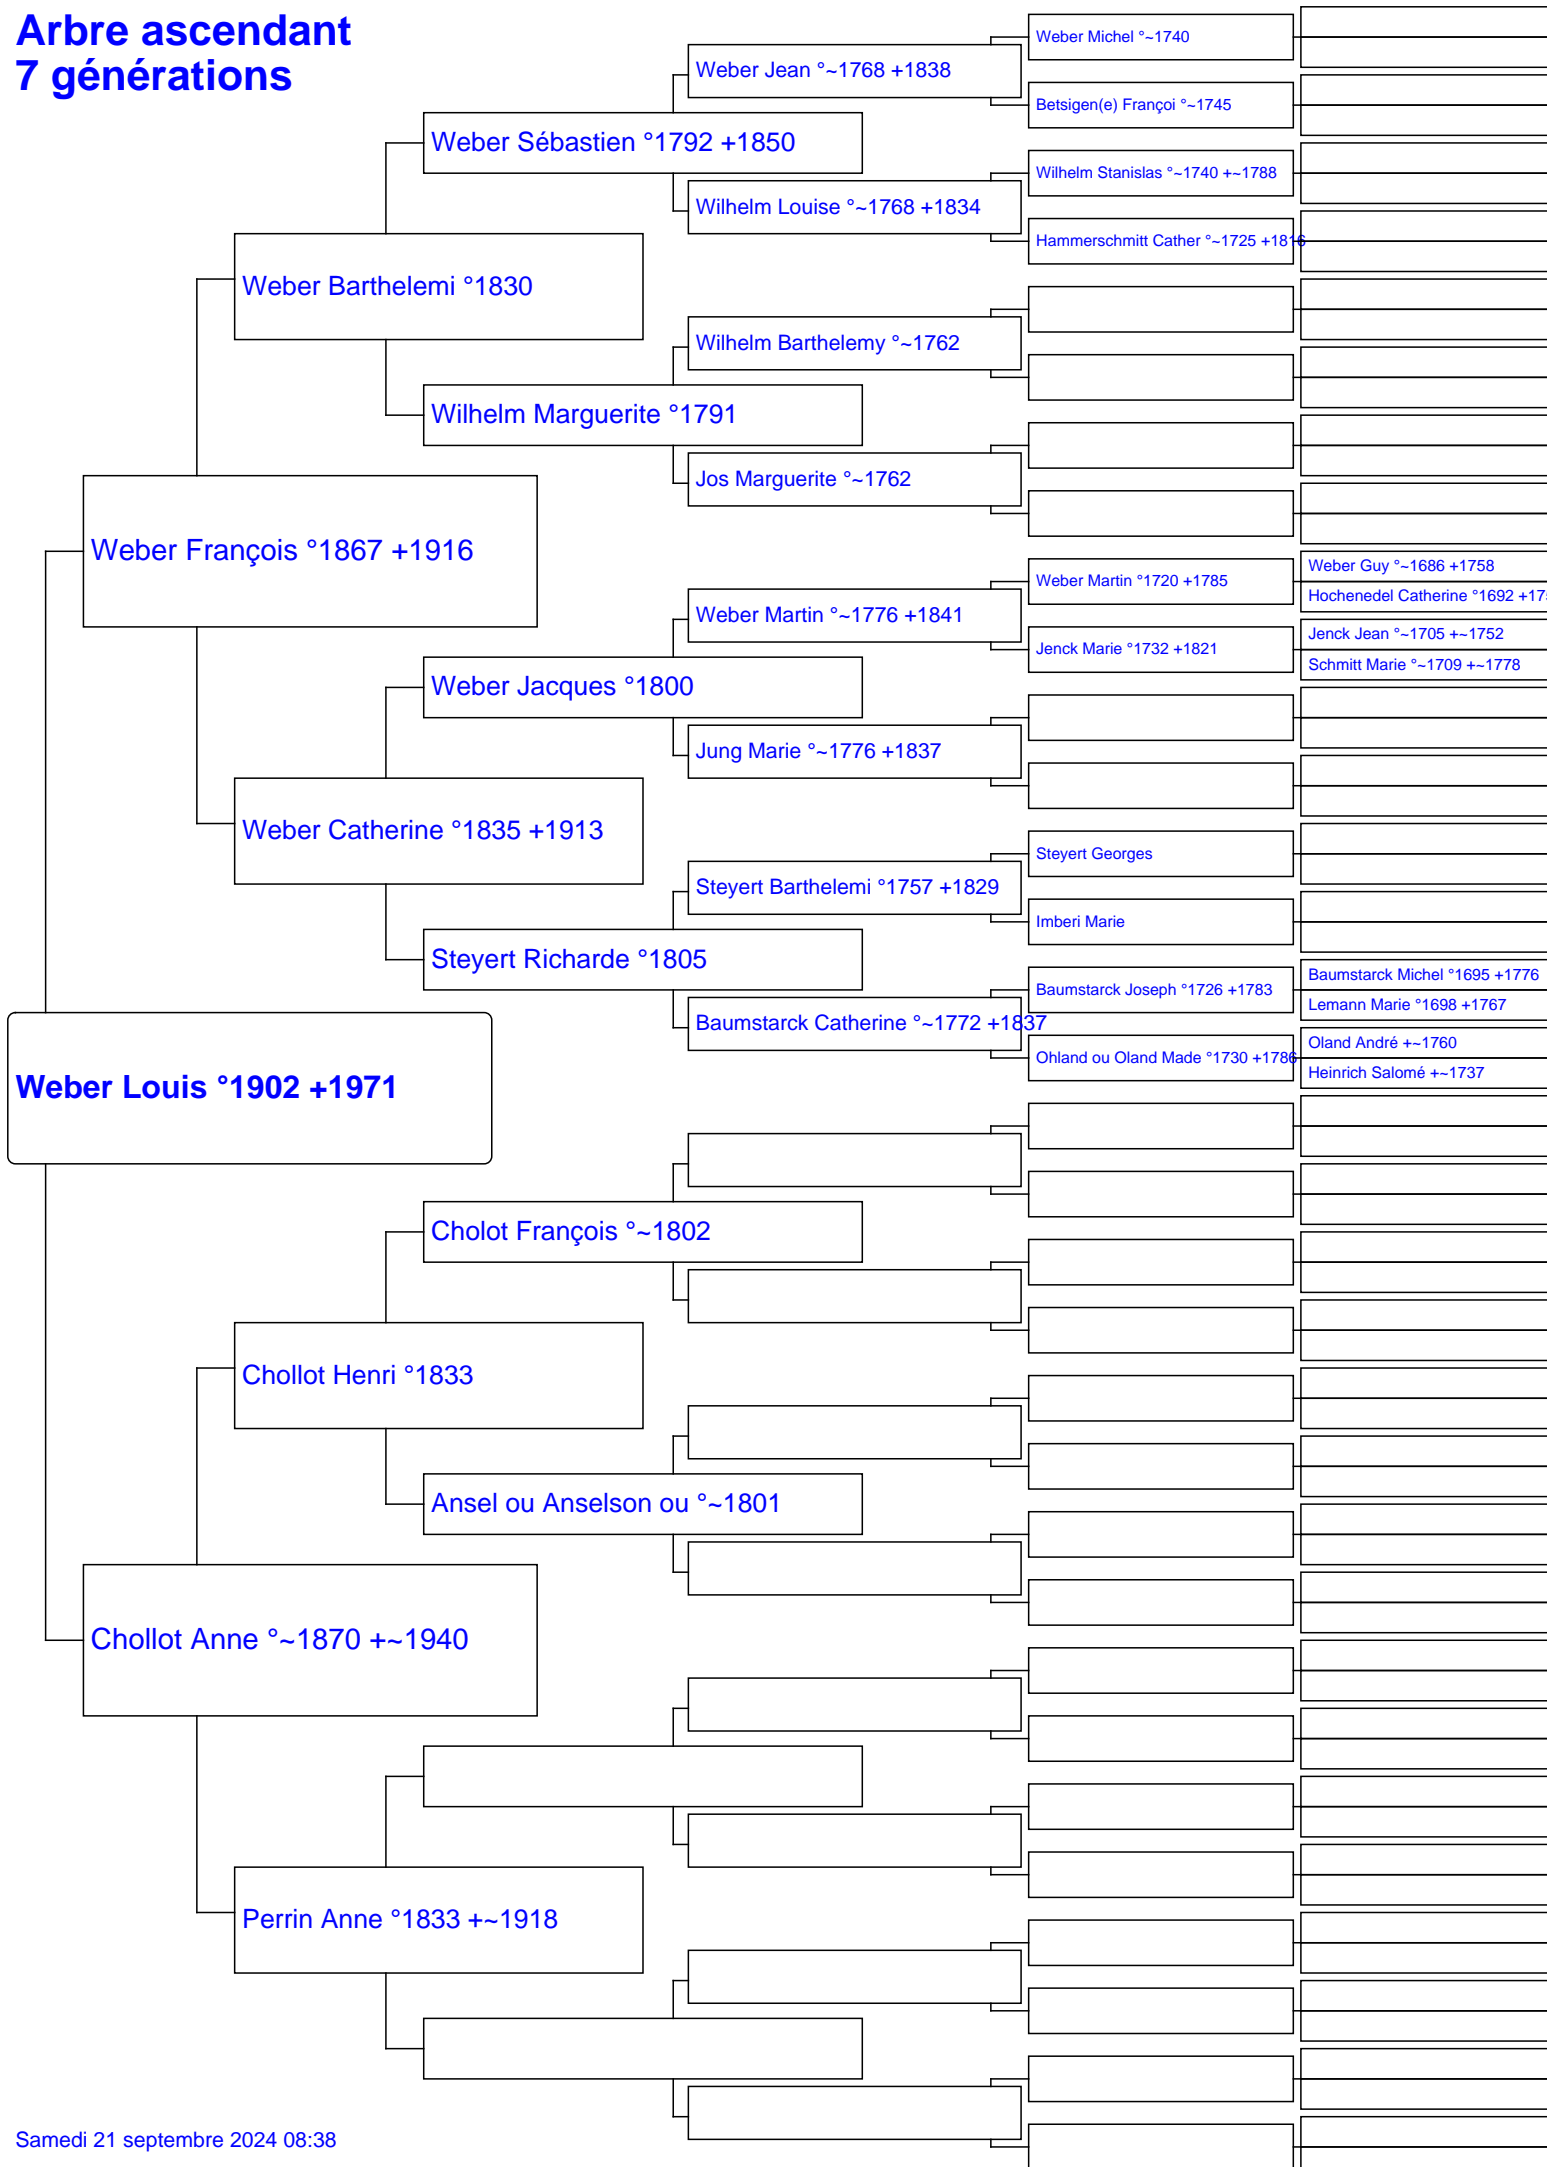 Arbre ascendant
7 générations
Weber Michel °~1740
Weber Jean °~1768 +1838
Betsigen(e) Françoi °~1745
Weber Sébastien °1792 +1850
Wilhelm Stanislas °~1740 +~1788
Wilhelm Louise °~1768 +1834
Hammerschmitt Cather °~1725 +1816
Weber Barthelemi °1830
Wilhelm Barthelemy °~1762
Wilhelm Marguerite °1791
Jos Marguerite °~1762
Weber François °1867 +1916
Weber Guy °~1686 +1758
Weber Martin °1720 +1785
Hochenedel Catherine °1692 +175
Weber Martin °~1776 +1841
Jenck Jean °~1705 +~1752
Jenck Marie °1732 +1821
Schmitt Marie °~1709 +~1778
Weber Jacques °1800
Jung Marie °~1776 +1837
Weber Catherine °1835 +1913
Steyert Georges
Steyert Barthelemi °1757 +1829
Imberi Marie
Steyert Richarde °1805
Baumstarck Michel °1695 +1776
Baumstarck Joseph °1726 +1783
Lemann Marie °1698 +1767
Baumstarck Catherine °~1772 +1837
Oland André +~1760
Ohland ou Oland Made °1730 +1786
Heinrich Salomé +~1737
Weber Louis °1902 +1971
Cholot François °~1802
Chollot Henri °1833
Ansel ou Anselson ou °~1801
Chollot Anne °~1870 +~1940
Perrin Anne °1833 +~1918
Samedi 21 septembre 2024 08:38